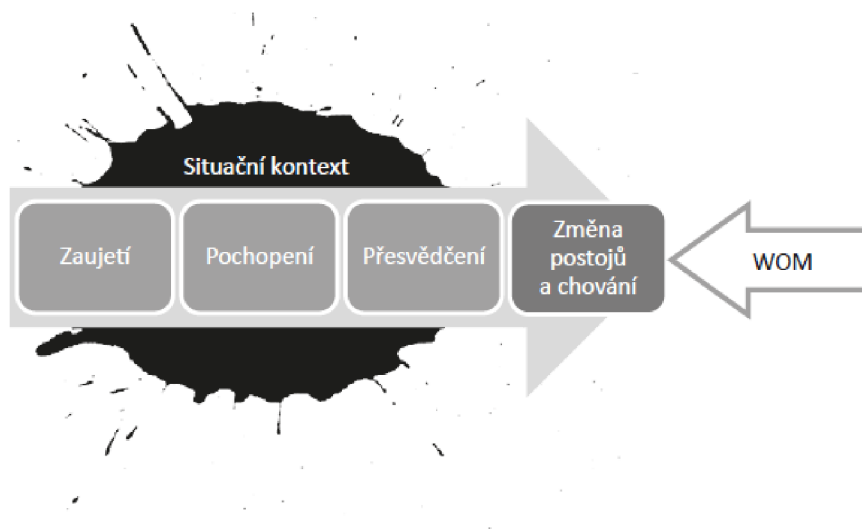 Situační kontext
Zaujetí
Pochopení
Přesvědčení
Změna
postojů
a chování
WOM